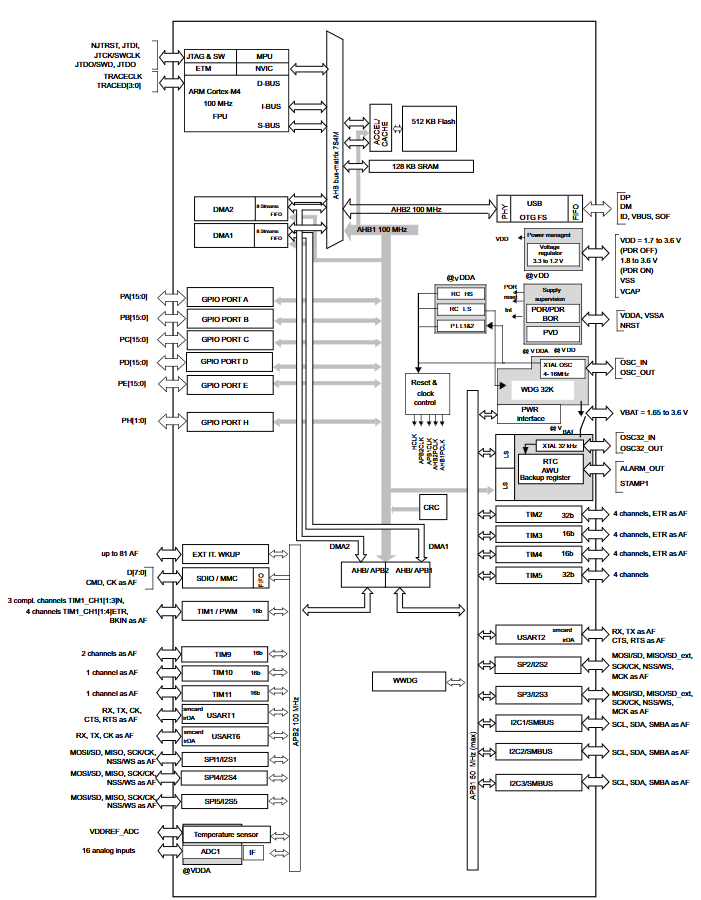 NJTRST, JTDI,
JTCK/SWCLK
JTDO/SWD, JTDO
TRACECLK
TRACED[3:0]
JTAG & SW
MPU
ETM
NVIC
ARM Cortex-M4
100 MHz
FPU
D-BUS
I-BUS
S-BUS
AHB bus-matrix 7S4M
ACCEL/
CACHE
512 KB Flash
128 KB SRAM
DMA2
8 Streams
FIFO
DMA1
8 Streams
FIFO
AHB2 100 MHz
AHB1 100 MHz
PHY
USB
OTG FS
FIFO
DP
DM
ID, VBUS, SOF
VDD
Power managmt
Voltage
regulator
3.3 to 1.2 V
@VDD
VDD = 1.7 to 3.6 V
(PDR OFF)
1.8 to 3.6 V
(PDR ON)
VSS
VCAP
@VDDA
RC HS
RC LS
PLL1&2
POR
reset
Int
Supply
supervision
POR/PDR
BOR
PVD
VDDA, VSSA
NRST
@VDDA
@VDD
XTAL OSC
4- 16MHz
WDG 32K
OSC_IN
OSC_OUT
PWR
interface
VBAT = 1.65 to 3.6 V
@VBAT
Reset &
clock
control
HCLK
APB2CLK
APB1CLK
AHB2PCLK
AHB1PCLK
LS
LS
XTAL 32 kHz
RTC
AWU
Backup register
OSC32_IN
OSC32_OUT
ALARM_OUT
STAMP1
PA[15:0]
GPIO PORT A
PB[15:0]
GPIO PORT B
PC[15:0]
GPIO PORT C
PD[15:0]
GPIO PORT D
PE[15:0]
GPIO PORT E
PH[1:0]
GPIO PORT H
CRC
DMA2
DMA1
AHB/APB2
AHB/APB1
TIM2
32b
4 channels, ETR as AF
TIM3
16b
4 channels, ETR as AF
TIM4
16b
4 channels, ETR as AF
TIM5
32b
4 channels
up to 81 AF
EXT IT. WKUP
D[7:0]
CMD, CK as AF
SDIO / MMC
FIFO
3 compl. channels TIM1_CH1[1:3]N,
4 channels TIM1_CH1[1:4]ETR,
BKIN as AF
TIM1 / PWM
16b
2 channels as AF
TIM9
16b
1 channel as AF
TIM10
16b
1 channel as AF
TIM11
16b
RX, TX, CK,
CTS, RTS as AF
smcard
irDA
USART1
RX, TX, CK as AF
smcard
irDA
USART6
MOSI/SD, MISO, SCK/CK,
NSS/WS as AF
SPI1/I2S1
MOSI/SD, MISO, SCK/CK,
NSS/WS as AF
SPI4/I2S4
MOSI/SD, MISO, SCK/CK,
NSS/WS as AF
SPI5/I2S5
VDDREF_ADC
Temperature sensor
16 analog inputs
ADC1
IF
@VDDA
APB2 100 MHz
WWDG
APB1 50 MHz (max)
USART2
smcard
irDA
RX, TX as AF
CTS, RTS as AF
SP2/I2S2
MOSI/SD, MISO/SD_ext,
SCK/CK, NSS/WS,
MCK as AF
SP3/I2S3
MOSI/SD, MISO/SD_ext,
SCK/CK, NSS/WS,
MCK as AF
I2C1/SMBUS
SCL, SDA, SMBA as AF
I2C2/SMBUS
SCL, SDA, SMBA as AF
I2C3/SMBUS
SCL, SDA, SMBA as AF